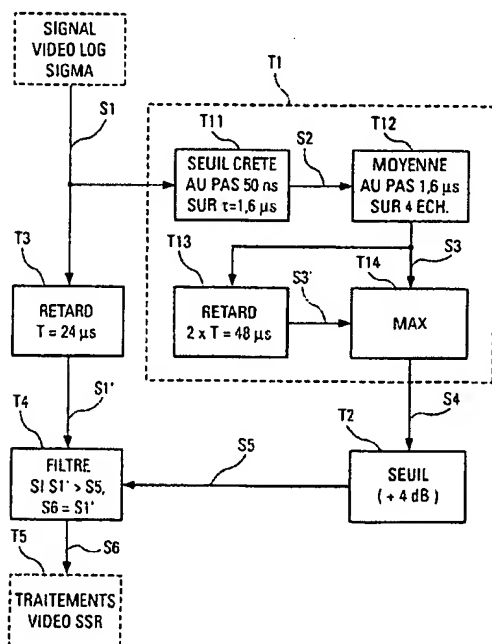 SIGNAL
VIDEO LOG
SIGMA
S1
T1
T11
SEUIL CRETE
AU PAS 50 ns
SUR τ=1,6 µs
S2
T12
MOYENNE
AU PAS 1,6 µs
SUR 4 ECH.
T3
RETARD
T = 24 µs
T13
RETARD
2 x T = 48 µs
S3'
S3
T14
MAX
S1'
S4
T4
FILTRE
SI S1' > S5,
S6 = S1'
S5
T2
SEUIL
( + 4 dB )
T5
S6
TRAITEMENTS
VIDEO SSR